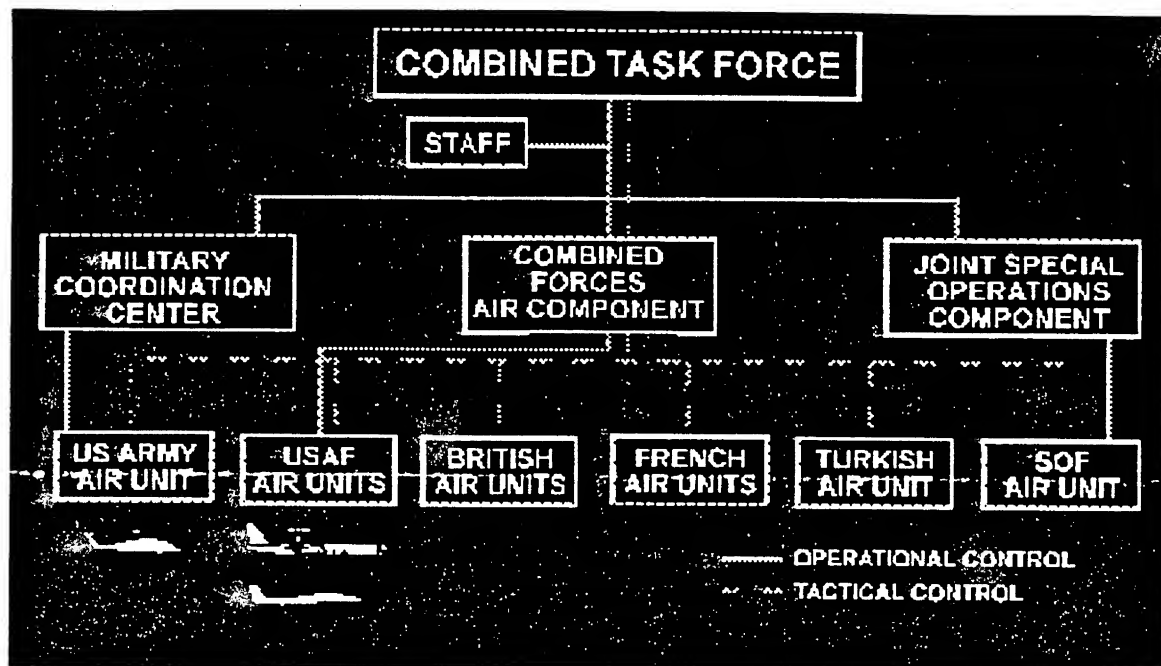 COMBINED TASK FORCE
STAFF
MILITARY
COORDINATION
CENTER
COMBINED
FORCES
AIR COMPONENT
JOINT SPECIAL
OPERATIONS
COMPONENT
US ARMY
AIR UNIT
USAF
AIR UNITS
BRITISH
AIR UNITS
FRENCH
AIR UNITS
TURKISH
AIR UNIT
SOF
AIR UNIT
OPERATIONAL CONTROL
TACTICAL CONTROL